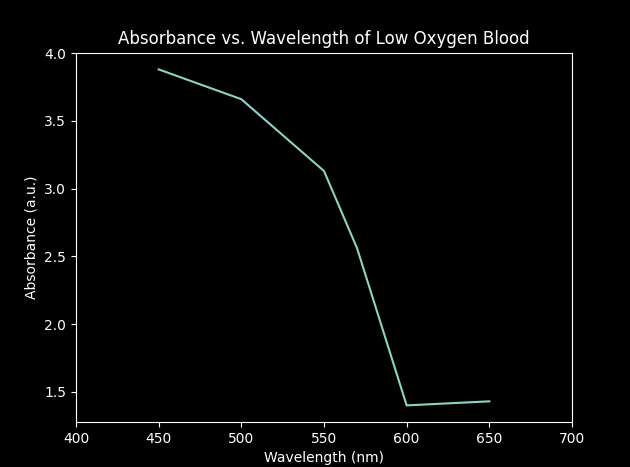 Absorbance vs. Wavelength of Low Oxygen Blood
4.0
3.5
3.0
2.5
2.0
1.5
Absorbance (a.u.)
400 450 500 550 600 650 700
Wavelength (nm)